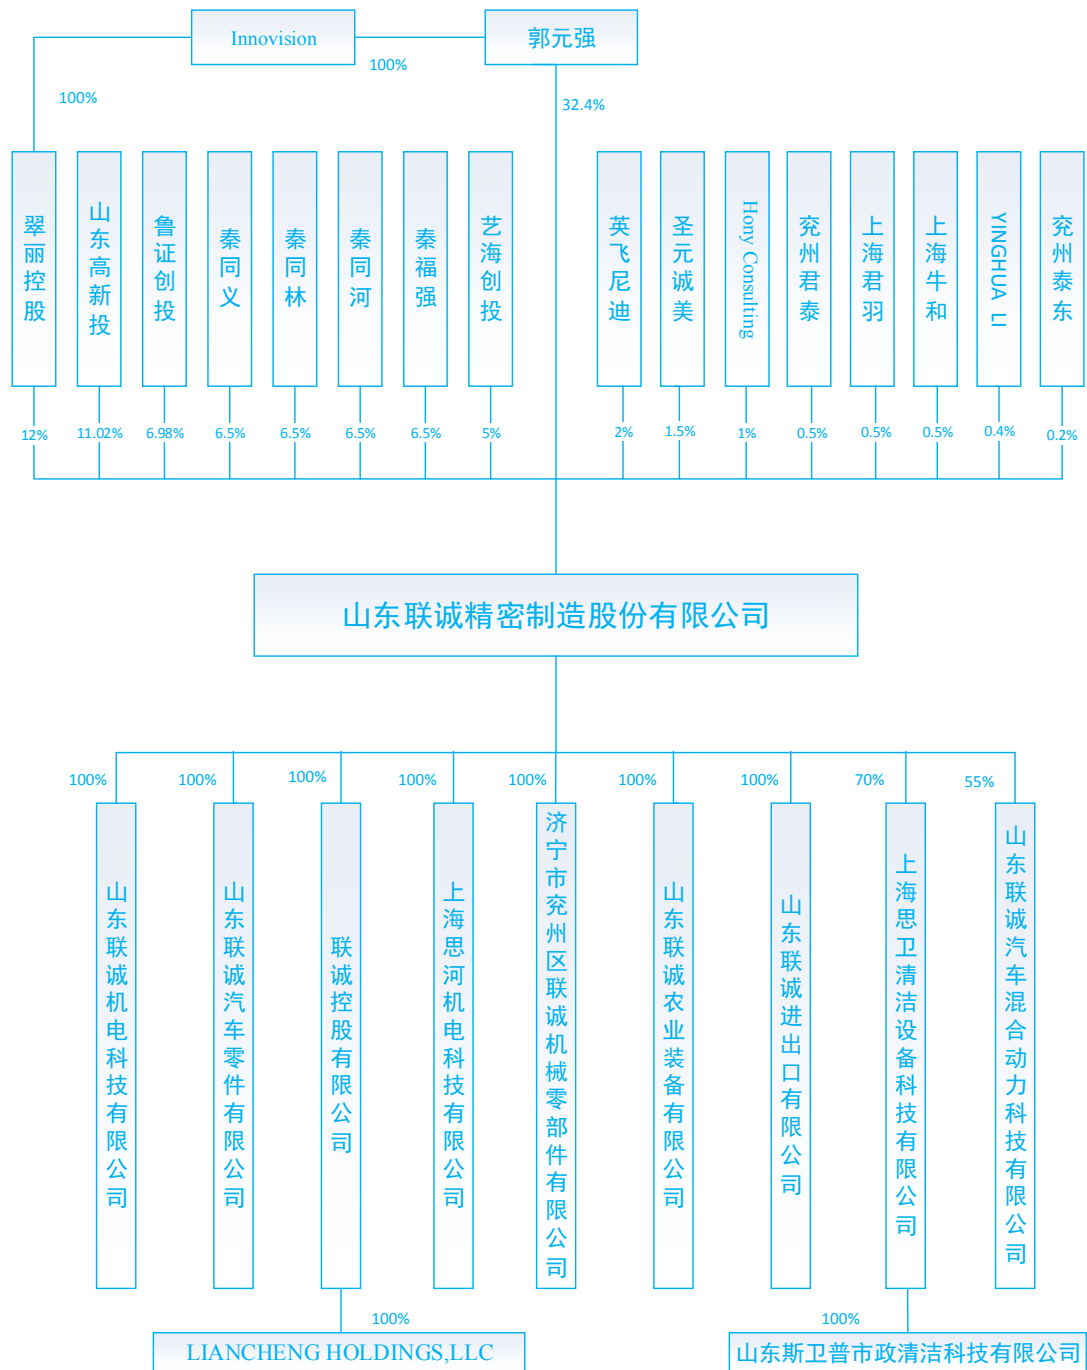 Innovision
郭元强
100%
100%
32.4%
翠丽控股
山东高新投
鲁证创投
秦同义
秦同林
秦同河
秦福强
艺海创投
英飞尼迪
圣元诚美
Hony Consulting
兖州君泰
上海君羽
上海牛和
YINGHUA LI
兖州泰东
12%
11.02%
6.98%
6.5%
6.5%
6.5%
6.5%
5%
2%
1.5%
1%
0.5%
0.5%
0.5%
0.4%
0.2%
山东联诚精密制造股份有限公司
100%
100%
100%
100%
100%
100%
100%
70%
55%
山东联诚机电科技有限公司
山东联诚汽车零件有限公司
联诚控股有限公司
上海思河机电科技有限公司
济宁市兖州区联诚机械零部件有限公司
山东联诚农业装备有限公司
山东联诚进出口有限公司
上海思卫清洁设备科技有限公司
山东联诚汽车混合动力科技有限公司
100%
100%
LIANCHENG HOLDINGS,LLC
山东斯卫普市政清洁科技有限公司